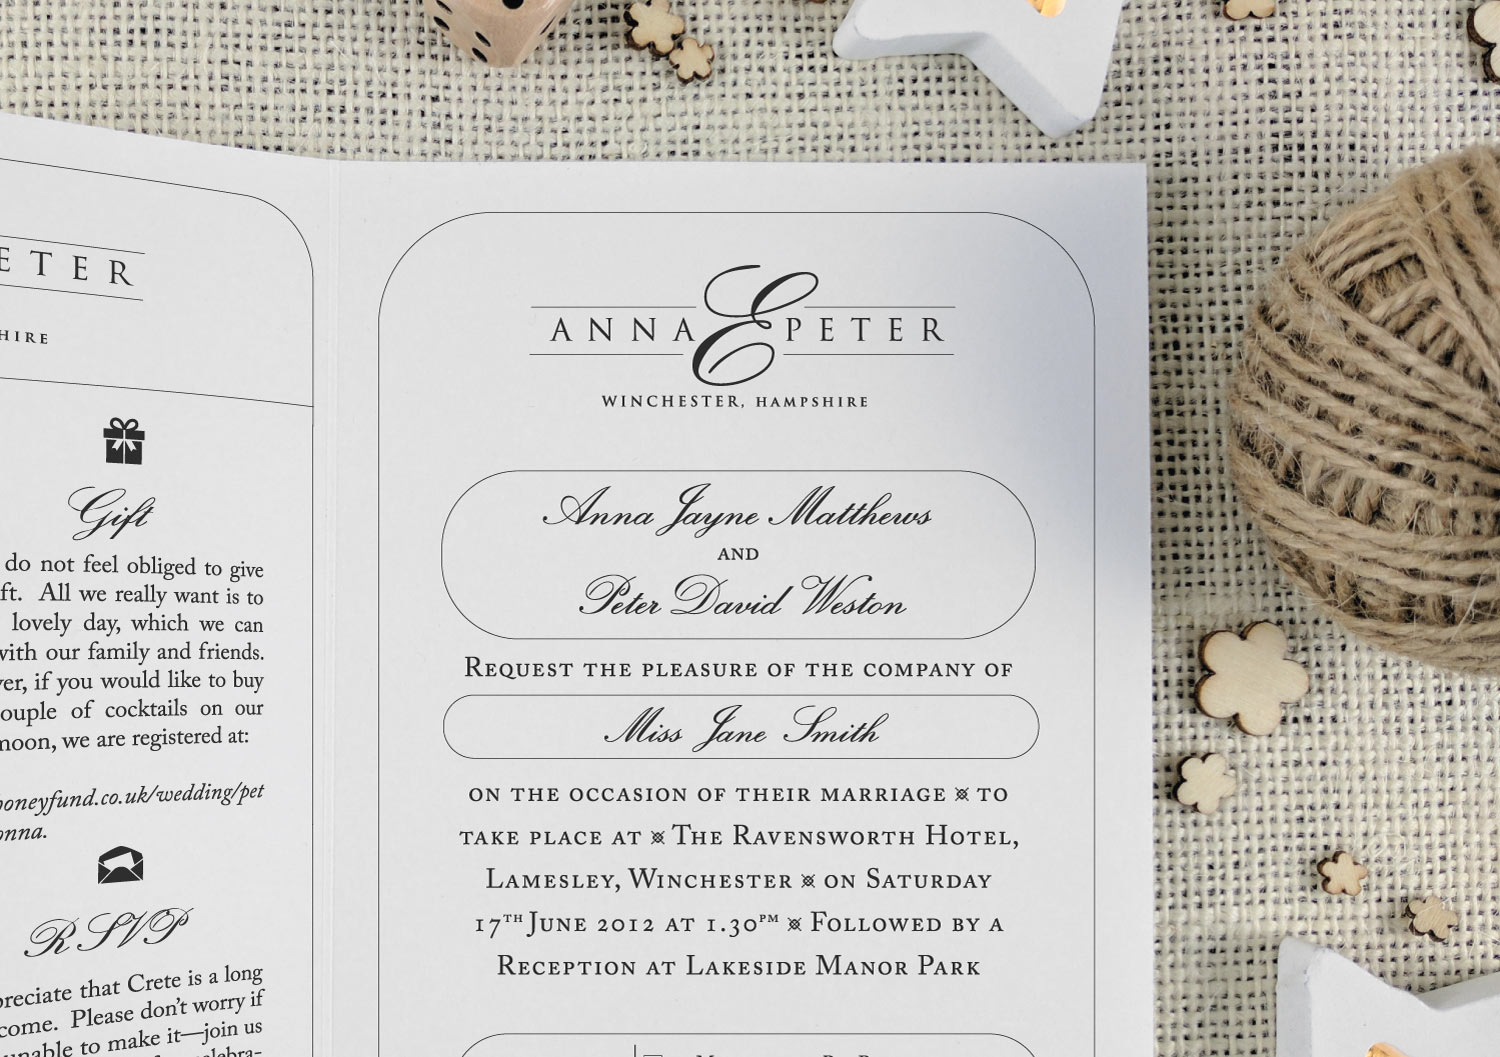 PETER
HIRE
Gift
do not feel obliged to give
ft. All we really want is to
lovely day, which we can
with our family and friends.
ver, if you would like to buy
ouple of cocktails on our
moon, we are registered at:
honeyfund.co.uk/wedding/pet
onna.
RSVP
preciate that Crete is a long
come. Please don't worry if
unable to make it—join us
celebra-
ANNA & PETER
WINCHESTER, HAMPSHIRE
Anna Jayne Matthews
AND
Peter David Weston
REQUEST THE PLEASURE OF THE COMPANY OF
Miss Jane Smith
ON THE OCCASION OF THEIR MARRIAGE ※ TO
TAKE PLACE AT ※ THE RAVENSWORTH HOTEL,
LAMESLEY, WINCHESTER ※ ON SATURDAY
17TH JUNE 2012 AT 1.30PM ※ FOLLOWED BY A
RECEPTION AT LAKESIDE MANOR PARK